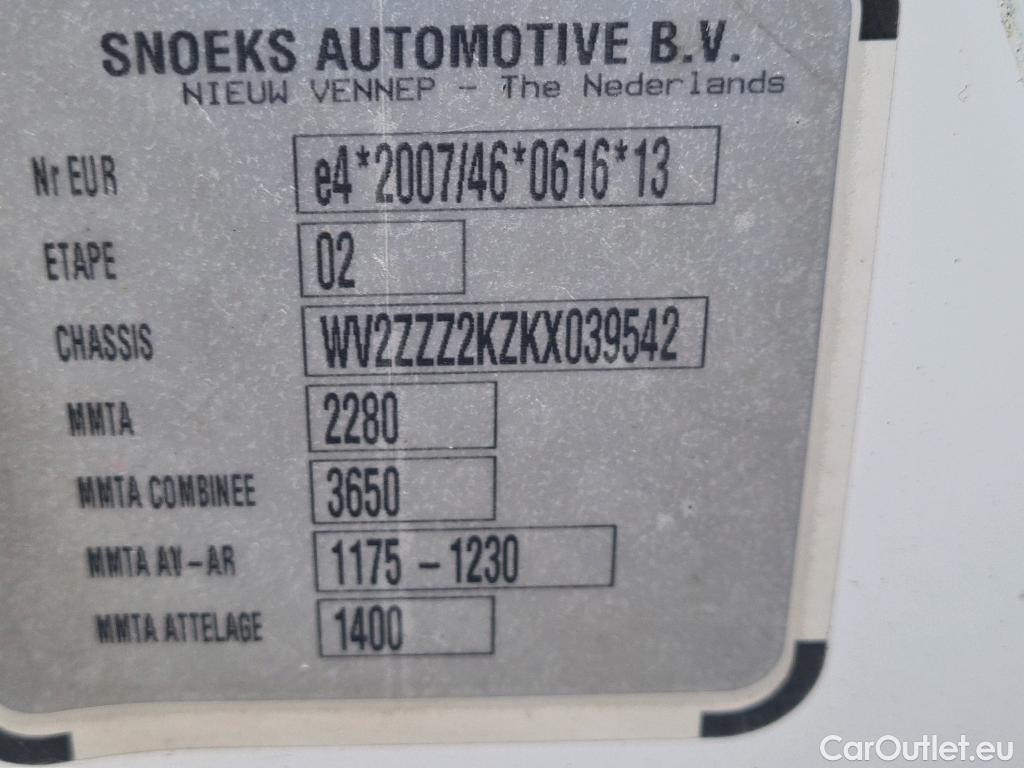 SNOEKS AUTOMOTIVE B.V.
NIEUW VENNEP - The Nederlands
Nr EUR e4*2007/46*0616*13
ETAPE 02
CHASSIS WV2ZZZ2KZKX039542
MMTA 2280
MMTA COMBINEE 3650
MMTA AV-AR 1175 - 1230
MMTA ATTELAGE 1400
CarOutlet.eu